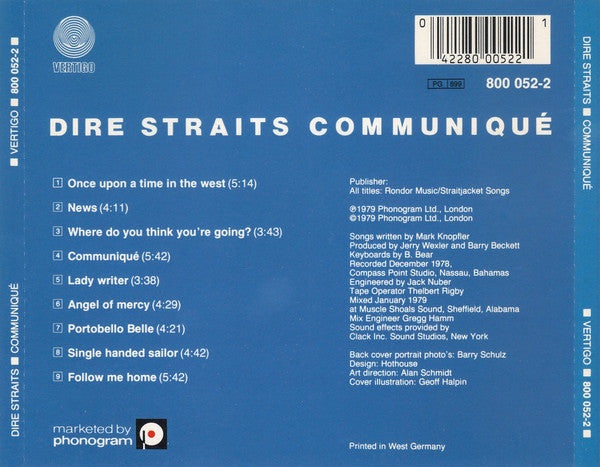 VERTIGO
0 1
42280 00522
PG 899
800 052-2
DIRE STRAITS COMMUNIQUÉ
1 Once upon a time in the west (5:14)
2 News (4:11)
3 Where do you think you're going? (3:43)
4 Communiqué (5:42)
5 Lady writer (3:38)
6 Angel of mercy (4:29)
7 Portobello Belle (4:21)
8 Single handed sailor (4:42)
9 Follow me home (5:42)
Publisher:
All titles: Rondor Music/Straitjacket Songs
℗1979 Phonogram Ltd., London
©1979 Phonogram Ltd., London
Songs written by Mark Knopfler
Produced by Jerry Wexler and Barry Beckett
Keyboards by B. Bear
Recorded December 1978,
Compass Point Studio, Nassau, Bahamas
Engineered by Jack Nuber
Tape Operator Thelbert Rigby
Mixed January 1979
at Muscle Shoals Sound, Sheffield, Alabama
Mix Engineer Gregg Hamm
Sound effects provided by
Clack Inc. Sound Studios, New York
Back cover portrait photo's: Barry Schulz
Design: Hothouse
Art direction: Alan Schmidt
Cover illustration: Geoff Halpin
marketed by
phonogram
Printed in West Germany
DIRE STRAITS ■ COMMUNIQUÉ ■ VERTIGO ■ 800 052-2
DIRE STRAITS ■ COMMUNIQUÉ ■ VERTIGO ■ 800 052-2 ■